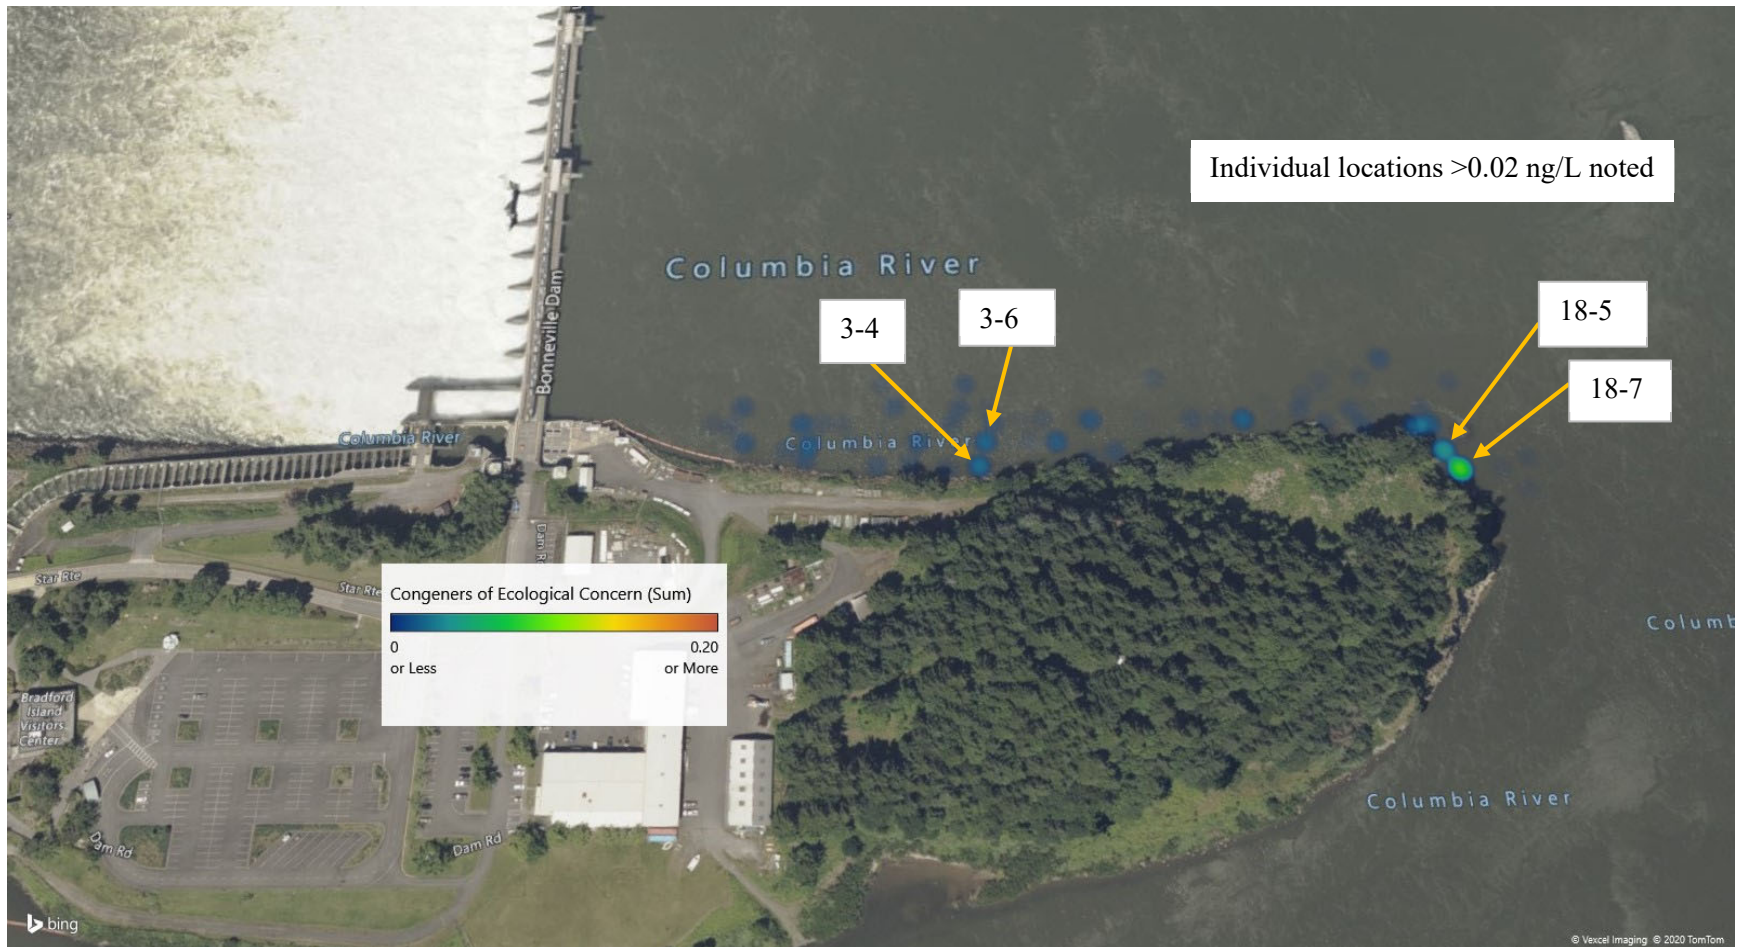 Individual locations >0.02 ng/L noted
Columbia River
18-5
3-4
3-6
Bonneville Dam
18-7
Columbia River
Columbia River
Dam Rd
Star Rte
Star Rte
Congeners of Ecological Concern (Sum)
0
0.20
or Less
or More
Columb
Bradford
Island
Visitors
Center
Columbia River
Dam Rd
Dam Rd
bing
© Vexcel Imaging © 2020 TomTom